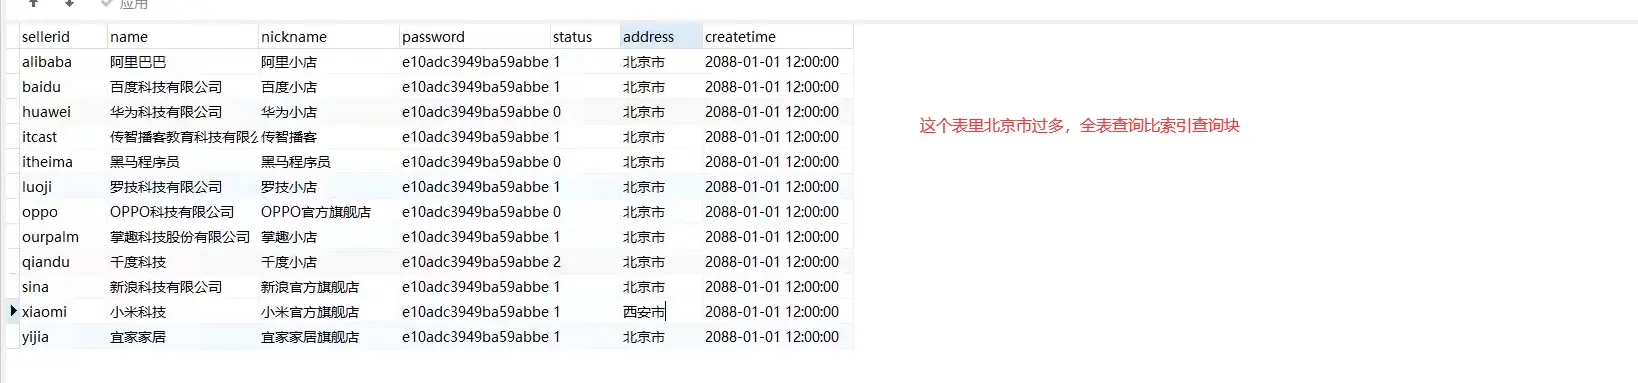 应用
sellerid name nickname password status address createtime
alibaba 阿里巴巴 阿里小店 e10adc3949ba59abbe 1 北京市 2088-01-01 12:00:00
baidu 百度科技有限公司 百度小店 e10adc3949ba59abbe 1 北京市 2088-01-01 12:00:00
huawei 华为科技有限公司 华为小店 e10adc3949ba59abbe 0 北京市 2088-01-01 12:00:00
这个表里北京市过多，全表查询比索引查询块
itcast 传智播客教育科技有限公 传智播客 e10adc3949ba59abbe 1 北京市 2088-01-01 12:00:00
itheima 黑马程序员 黑马程序员 e10adc3949ba59abbe 0 北京市 2088-01-01 12:00:00
luoji 罗技科技有限公司 罗技小店 e10adc3949ba59abbe 1 北京市 2088-01-01 12:00:00
oppo OPPO科技有限公司 OPPO官方旗舰店 e10adc3949ba59abbe 0 北京市 2088-01-01 12:00:00
ourpalm 掌趣科技股份有限公司 掌趣小店 e10adc3949ba59abbe 1 北京市 2088-01-01 12:00:00
qiandu 千度科技 千度小店 e10adc3949ba59abbe 2 北京市 2088-01-01 12:00:00
sina 新浪科技有限公司 新浪官方旗舰店 e10adc3949ba59abbe 1 北京市 2088-01-01 12:00:00
xiaomi 小米科技 小米官方旗舰店 e10adc3949ba59abbe 1 西安市 2088-01-01 12:00:00
yijia 宜家家居 宜家家居旗舰店 e10adc3949ba59abbe 1 北京市 2088-01-01 12:00:00